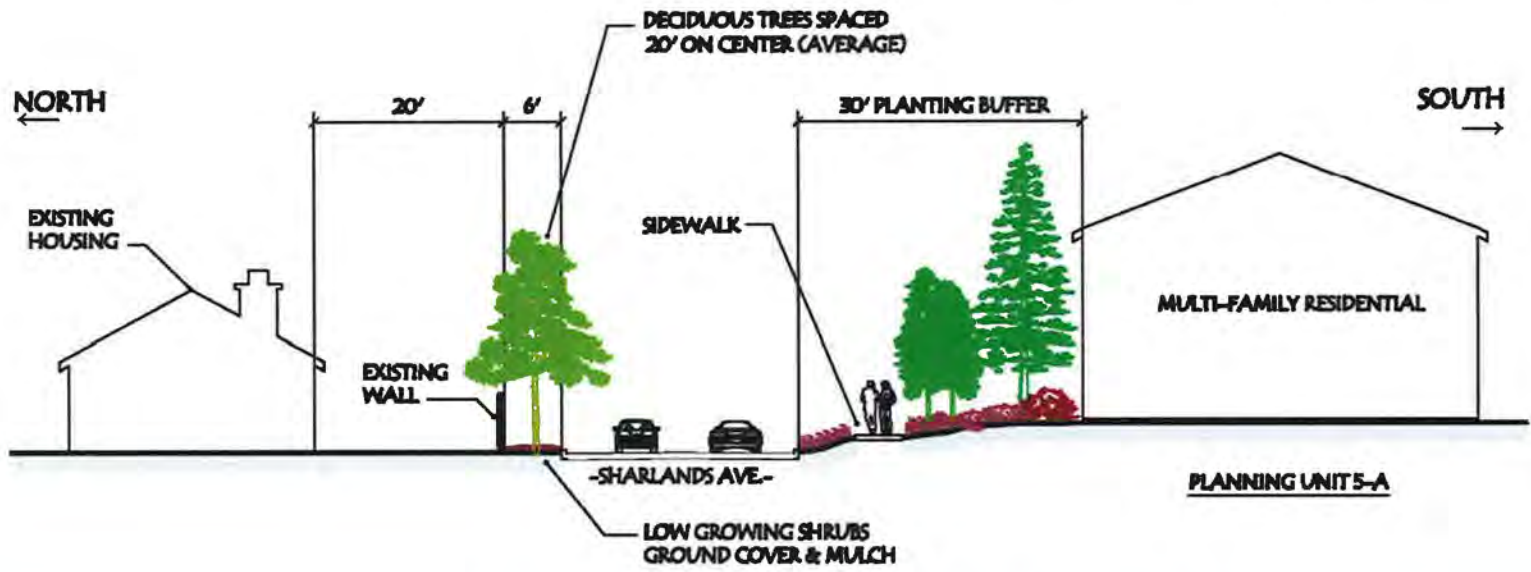 DECIDUOUS TREES SPACED
20' ON CENTER (AVERAGE)
NORTH
20'
6'
30' PLANTING BUFFER
SOUTH
EXISTING
HOUSING
SIDEWALK
MULTI-FAMILY RESIDENTIAL
EXISTING
WALL
-SHARLANDS AVE.-
PLANNING UNIT 5-A
LOW GROWING SHRUBS
GROUND COVER & MULCH